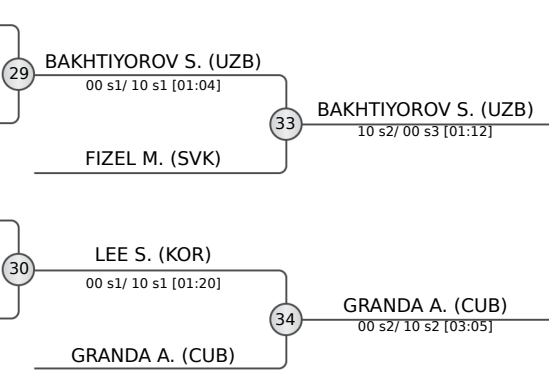 BAKHTIYOROV S. (UZB)
29
00 s1/ 10 s1 [01:04]
BAKHTIYOROV S. (UZB)
33
10 s2/ 00 s3 [01:12]
FIZEL M. (SVK)
LEE S. (KOR)
30
00 s1/ 10 s1 [01:20]
GRANDA A. (CUB)
34
00 s2/ 10 s2 [03:05]
GRANDA A. (CUB)